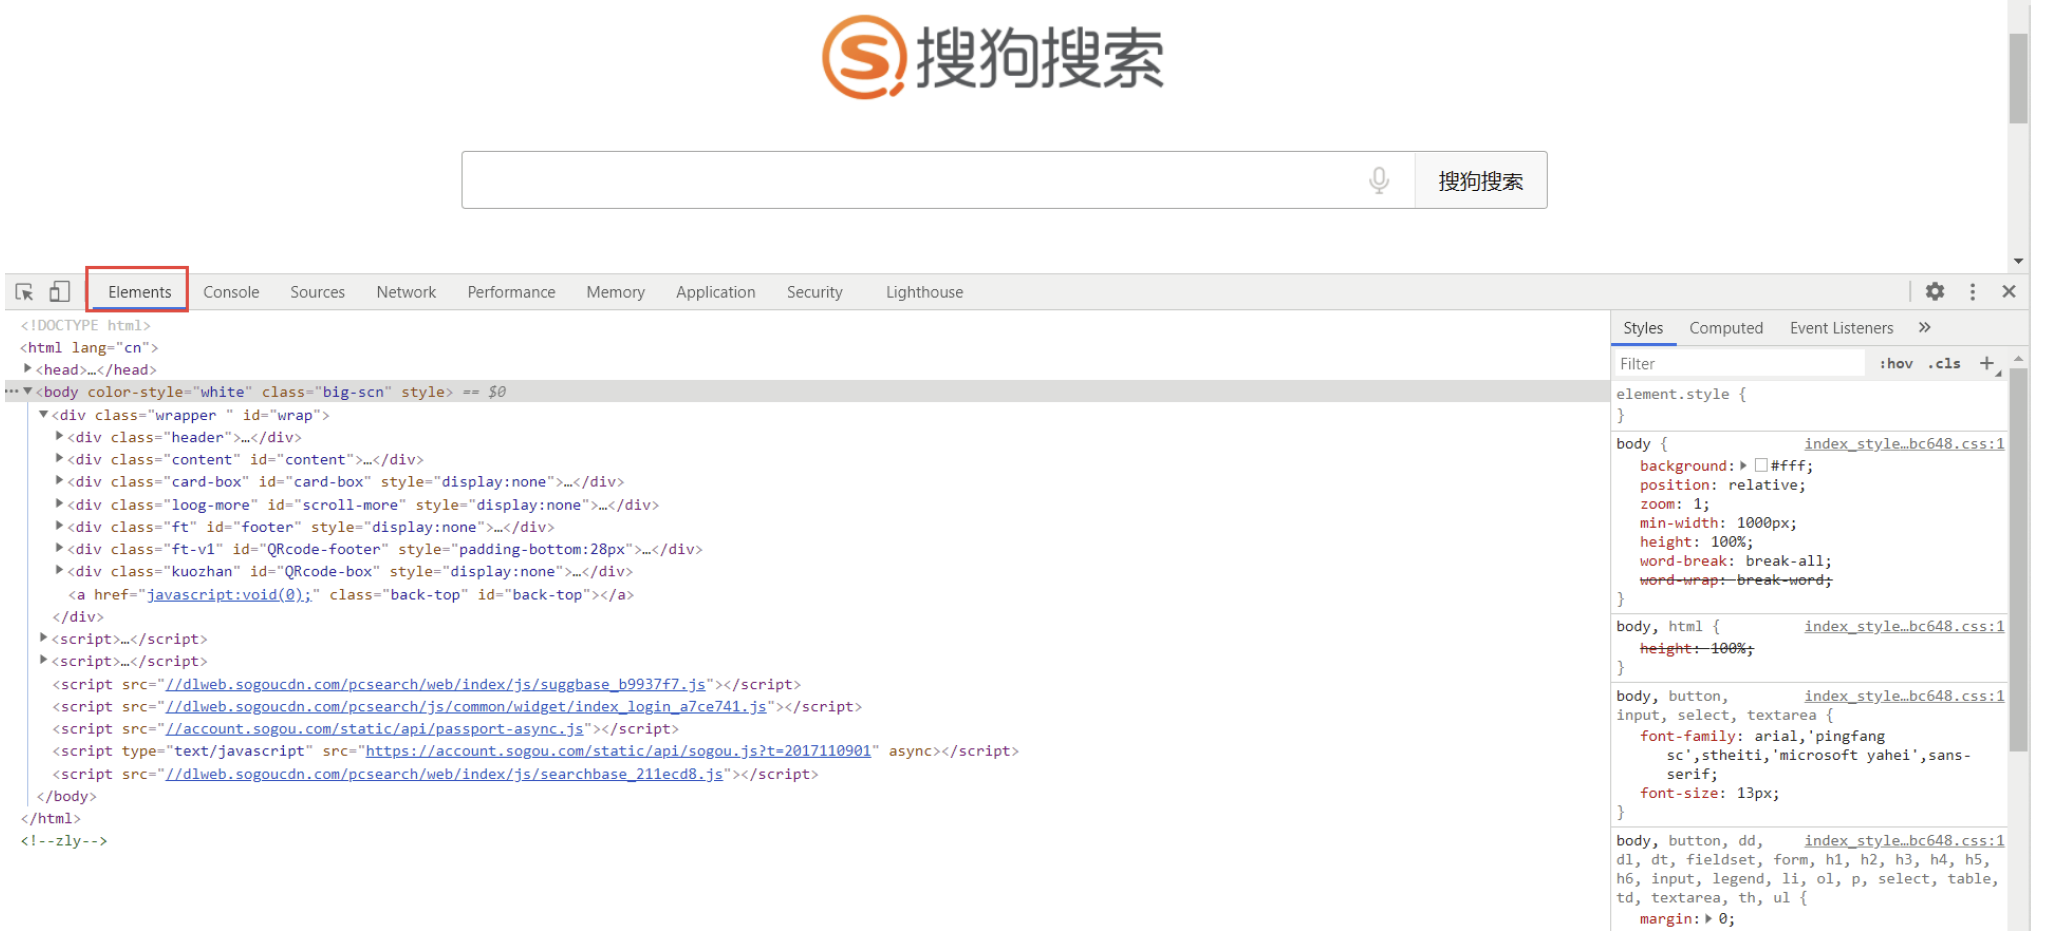 搜狗搜索
搜狗搜索
Elements Console Sources Network Performance Memory Application Security Lighthouse
<!DOCTYPE html>
<html lang="cn">
<head>…</head>
<body color-style="white" class="big-scn" style> == $0
<div class="wrapper " id="wrap">
<div class="header">…</div>
<div class="content" id="content">…</div>
<div class="card-box" id="card-box" style="display:none">…</div>
<div class="loog-more" id="scroll-more" style="display:none">…</div>
<div class="ft" id="footer" style="display:none">…</div>
<div class="ft-v1" id="QRcode-footer" style="padding-bottom:28px">…</div>
<div class="kuozhan" id="QRcode-box" style="display:none">…</div>
<a href="javascript:void(0);" class="back-top" id="back-top"></a>
</div>
<script>…</script>
<script>…</script>
<script src="//dlweb.sogoucdn.com/pcsearch/web/index/js/suggbase_b9937f7.js"></script>
<script src="//dlweb.sogoucdn.com/pcsearch/js/common/widget/index_login_a7ce741.js"></script>
<script src="//account.sogou.com/static/api/passport-async.js"></script>
<script type="text/javascript" src="https://account.sogou.com/static/api/sogou.js?t=2017110901" async></script>
<script src="//dlweb.sogoucdn.com/pcsearch/web/index/js/searchbase_211ecd8.js"></script>
</body>
</html>
<!--zly-->
Styles Computed Event Listeners »
Filter :hov .cls +
element.style {
}
body { index_style…bc648.css:1
background: #fff;
position: relative;
zoom: 1;
min-width: 1000px;
height: 100%;
word-break: break-all;
word-wrap: break-word;
}
body, html { index_style…bc648.css:1
height: 100%;
}
body, button, index_style…bc648.css:1
input, select, textarea {
font-family: arial,'pingfang
sc',stheiti,'microsoft yahei',sans-
serif;
font-size: 13px;
}
body, button, dd, index_style…bc648.css:1
dl, dt, fieldset, form, h1, h2, h3, h4, h5,
h6, input, legend, li, ol, p, select, table,
td, textarea, th, ul {
margin: 0;